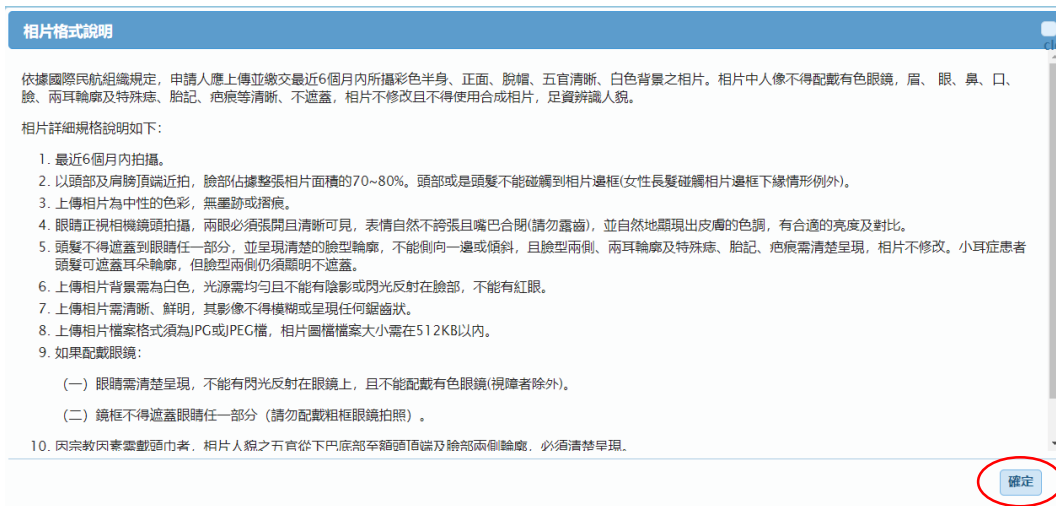 相片格式說明
依據國際民航組織規定，申請人應上傳並繳交最近6個月內所攝彩色半身、正面、脫帽、五官清晰、白色背景之相片。相片中人像不得配戴有色眼鏡，眉、 眼、鼻、口、
臉、兩耳輪廓及特殊痣、胎記、疤痕等清晰、不遮蓋，相片不修改且不得使用合成相片，足資辨識人貌。
相片詳細規格說明如下：
1. 最近6個月內拍攝。
2. 以頭部及肩膀頂端近拍，臉部佔據整張相片面積的70~80%。頭部或是頭髮不能碰觸到相片邊框(女性長髮碰觸相片邊框下緣情形例外)。
3. 上傳相片為中性的色彩，無墨跡或摺痕。
4. 眼睛正視相機鏡頭拍攝，兩眼必須張開且清晰可見，表情自然不誇張且嘴巴合閉(請勿露齒)，並自然地顯現出皮膚的色調，有合適的亮度及對比。
5. 頭髮不得遮蓋到眼睛任一部分，並呈現清楚的臉型輪廓，不能側向一邊或傾斜，且臉型兩側、兩耳輪廓及特殊痣、胎記、疤痕需清楚呈現，相片不修改。小耳症患者
頭髮可遮蓋耳朵輪廓，但臉型兩側仍須顯明不遮蓋。
6. 上傳相片背景需為白色，光源需均勻且不能有陰影或閃光反射在臉部，不能有紅眼。
7. 上傳相片需清晰、鮮明，其影像不得模糊或呈現任何鋸齒狀。
8. 上傳相片檔案格式須為JPG或JPEG檔，相片圖檔檔案大小需在512KB以內。
9. 如果配戴眼鏡：
（一）眼睛需清楚呈現，不能有閃光反射在眼鏡上，且不能配戴有色眼鏡(視障者除外)。
（二）鏡框不得遮蓋眼睛任一部分（請勿配戴粗框眼鏡拍照）。
10. 因宗教因素需戴頭巾者，相片人貌之五官從下巴底部至額頭頂端及臉部兩側輪廓，必須清楚呈現。
確定